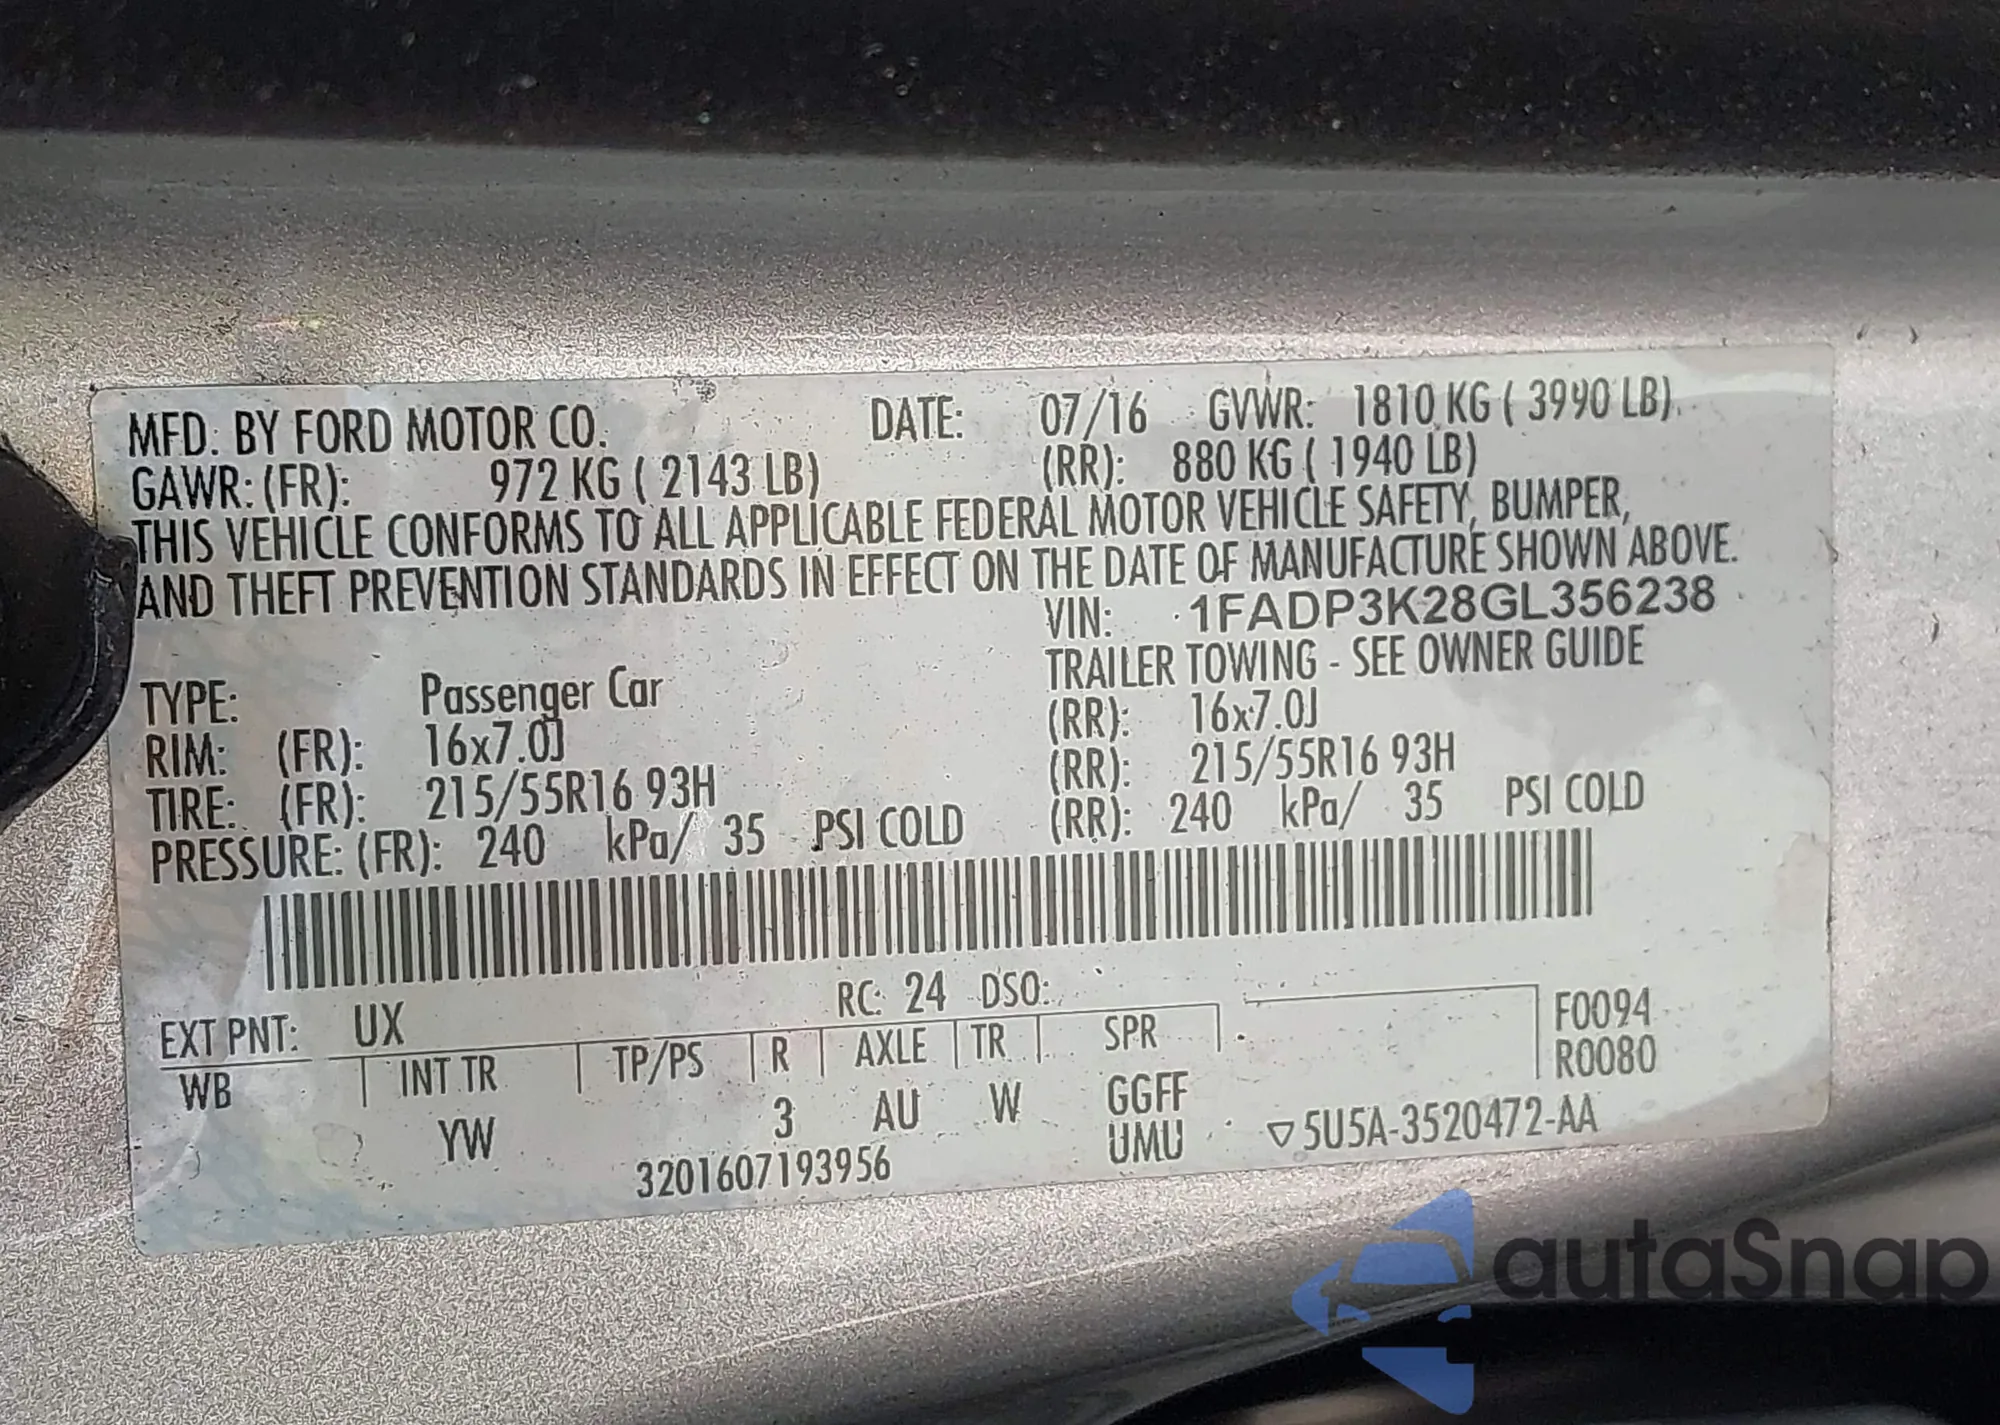 MFD. BY FORD MOTOR CO. DATE: 07/16 GVWR: 1810 KG ( 3990 LB)
GAWR: (FR): 972 KG ( 2143 LB) (RR): 880 KG ( 1940 LB)
THIS VEHICLE CONFORMS TO ALL APPLICABLE FEDERAL MOTOR VEHICLE SAFETY, BUMPER,
AND THEFT PREVENTION STANDARDS IN EFFECT ON THE DATE OF MANUFACTURE SHOWN ABOVE.
VIN: 1FADP3K28GL356238
TRAILER TOWING - SEE OWNER GUIDE
TYPE: Passenger Car
RIM: (FR): 16x7.0J (RR): 16x7.0J
TIRE: (FR): 215/55R16 93H (RR): 215/55R16 93H
PRESSURE: (FR): 240 kPa/ 35 PSI COLD (RR): 240 kPa/ 35 PSI COLD
RC: 24 DSO:
EXT PNT: UX F0094
WB INT TR TP/PS R AXLE TR SPR R0080
YW 3 AU W GGFF
UMU ▽5U5A-3520472-AA
3201607193956
autaSnap